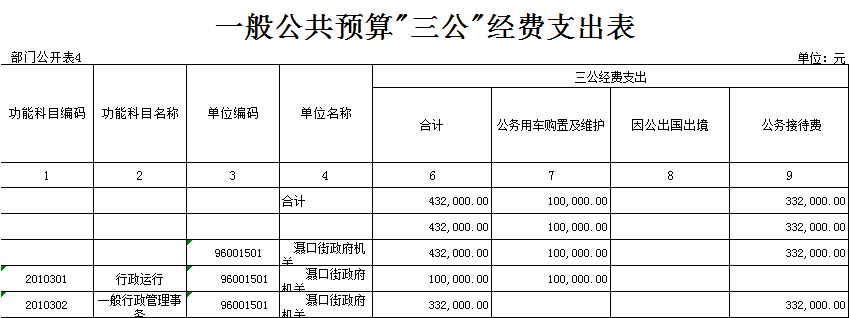 一般公共预算"三公"经费支出表
部门公开表4 单位：元
三公经费支出
功能科目编码 功能科目名称 单位编码 单位名称 合计 公务用车购置及维护 因公出国出境 公务接待费
1 2 3 4 6 7 8 9
合计 432,000.00 100,000.00 332,000.00
432,000.00 100,000.00 332,000.00
96001501 滠口街政府机关 432,000.00 100,000.00 332,000.00
2010301 行政运行 96001501 滠口街政府机关 100,000.00 100,000.00
2010302 一般行政管理事务 96001501 滠口街政府机关 332,000.00 332,000.00